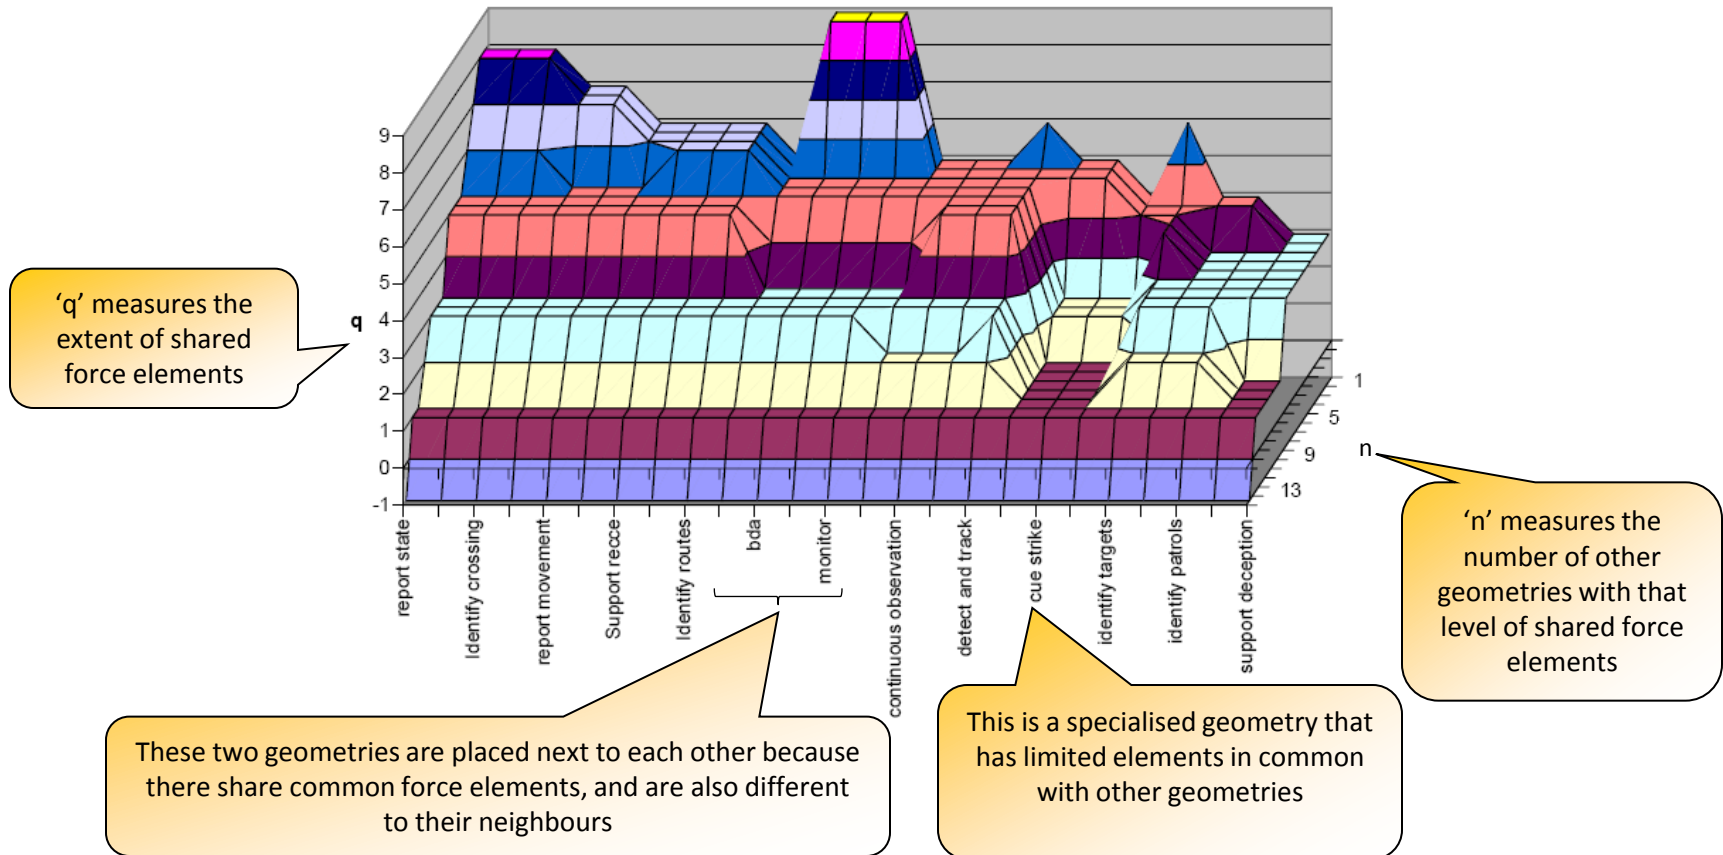 9
8
7
6
5
4
3
2
1
0
-1
q
1
5
9
13
n
report state
Identify crossing
report movement
Support recce
Identify routes
bda
monitor
continuous observation
detect and track
cue strike
identify targets
identify patrols
support deception
‘q’ measures the
extent of shared
force elements
‘n’ measures the
number of other
geometries with that
level of shared force
elements
These two geometries are placed next to each other because
there share common force elements, and are also different
to their neighbours
This is a specialised geometry that
has limited elements in common
with other geometries